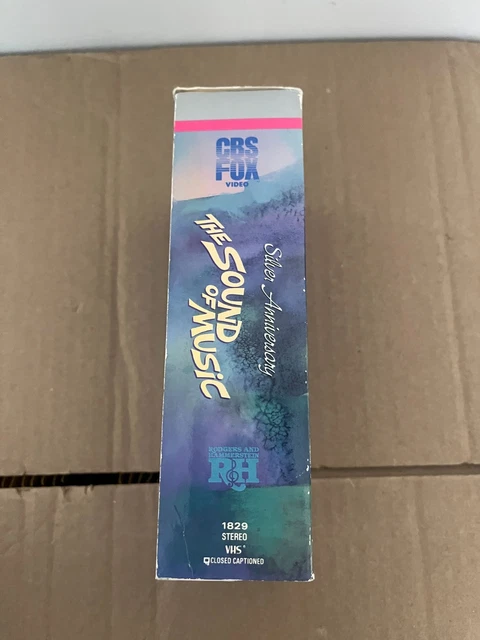 CBS
FOX
VIDEO
THE SOUND
OF MUSIC
Silver Anniversary
RODGERS AND
HAMMERSTEIN
R&H
1829
STEREO
VHS
CLOSED CAPTIONED